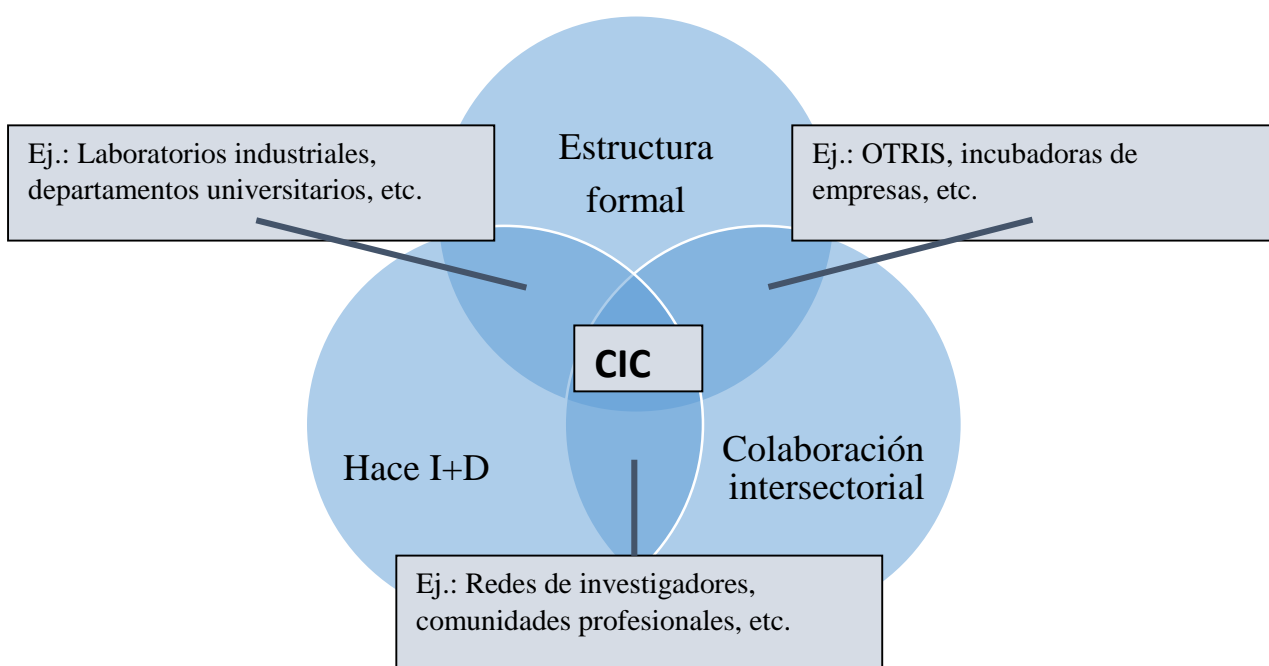 Ej.: Laboratorios industriales,
departamentos universitarios, etc.
Estructura
formal
Ej.: OTRIS, incubadoras de
empresas, etc.
CIC
Hace I+D
Colaboración
intersectorial
Ej.: Redes de investigadores,
comunidades profesionales, etc.